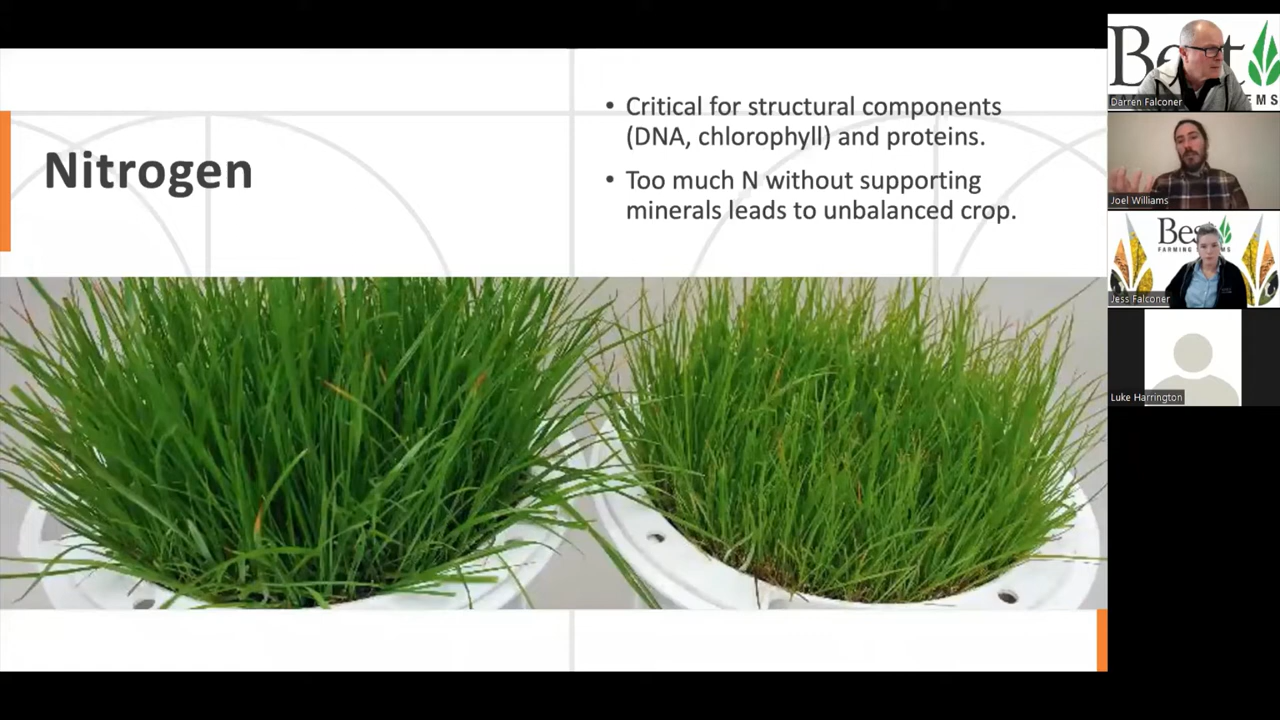 Nitrogen
• Critical for structural components
(DNA, chlorophyll) and proteins.
• Too much N without supporting
minerals leads to unbalanced crop.
Darren Falconer
Joel Williams
Best
Jess Falconer
Luke Harrington